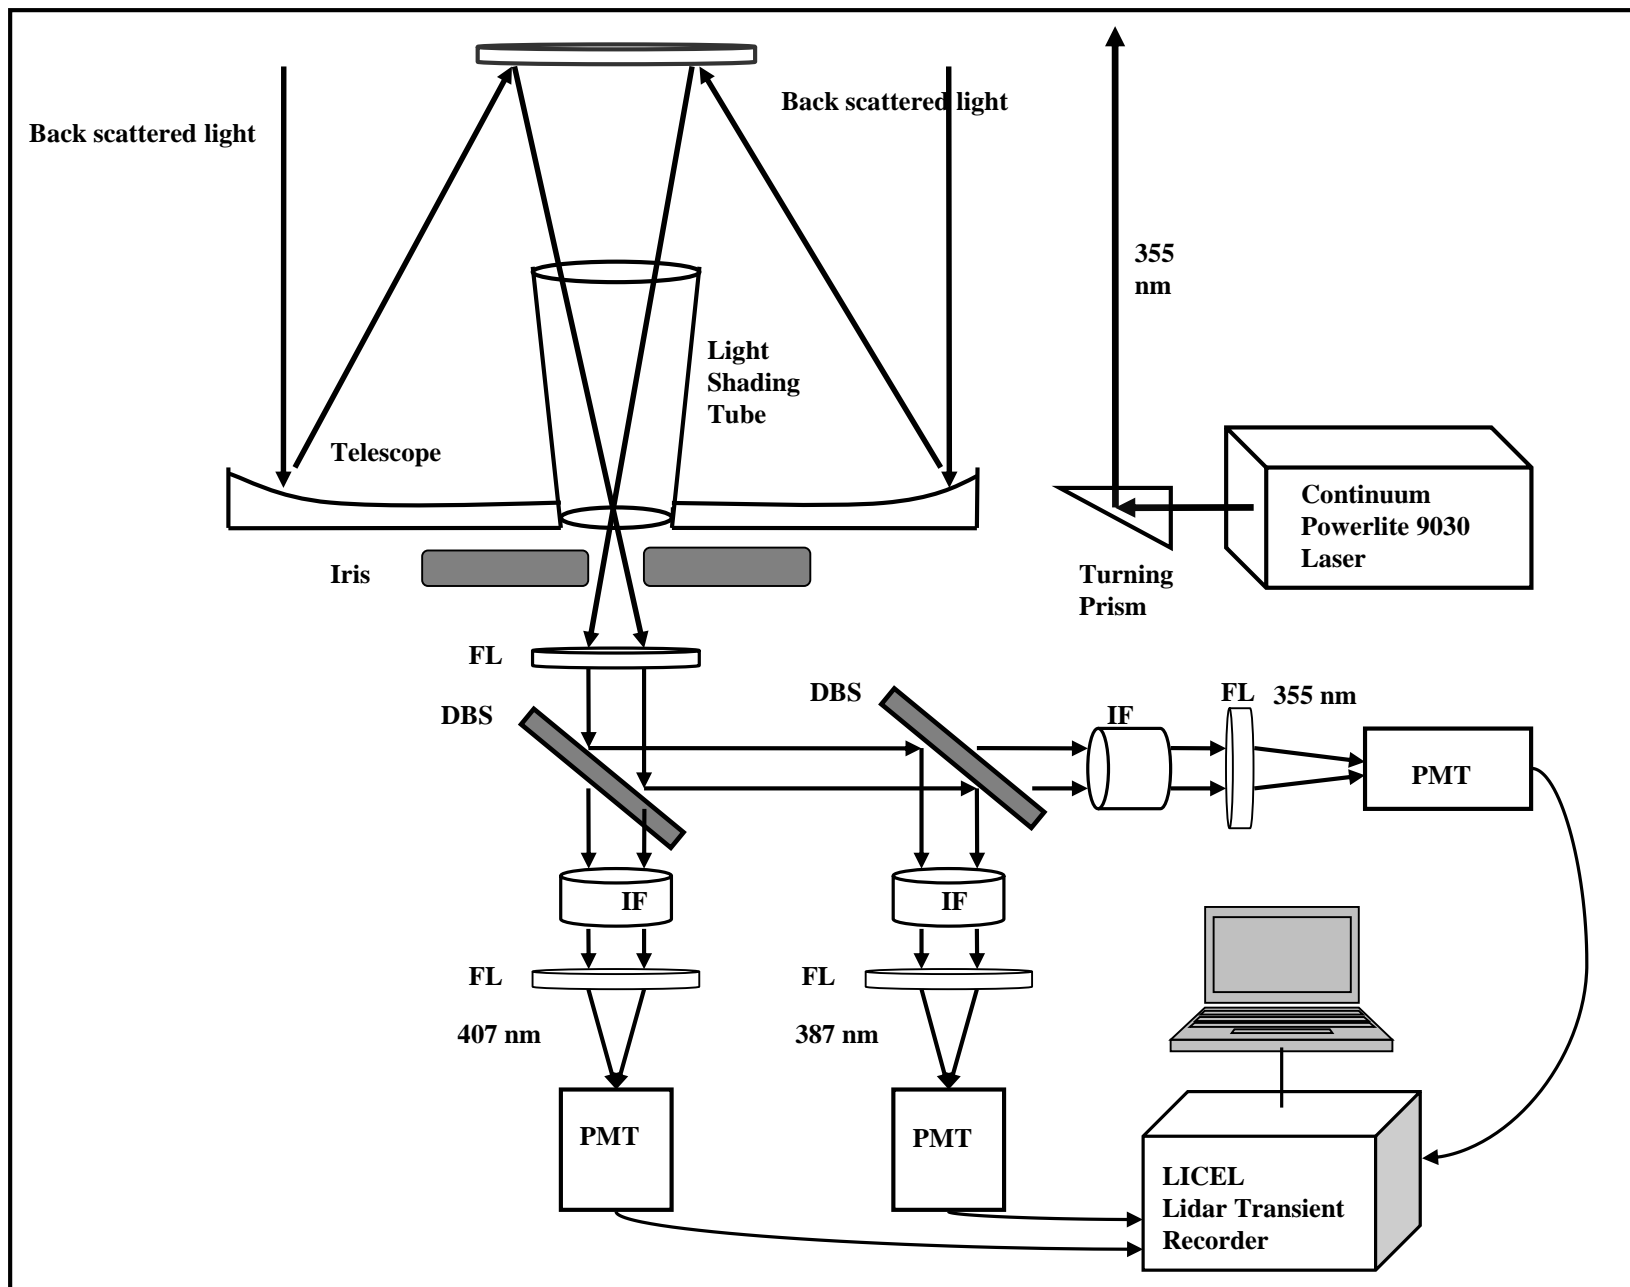 Back scattered light
Back scattered light
355
nm
Light
Shading
Tube
Telescope
Continuum
Powerlite 9030
Laser
Iris
Turning
Prism
FL
DBS
DBS
IF
FL
355 nm
PMT
IF
IF
FL
FL
407 nm
387 nm
PMT
PMT
LICEL
Lidar Transient
Recorder